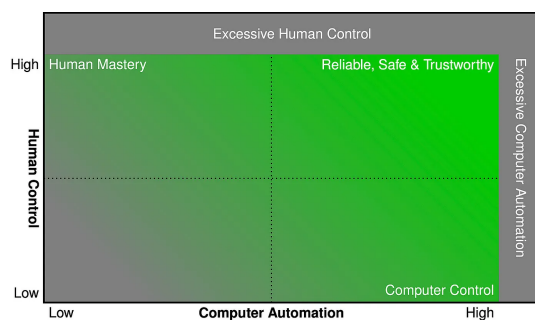 Excessive Human Control
High
Human Mastery
Reliable, Safe & Trustworthy
Excessive Computer Automation
Human Control
Computer Control
Low
Low
Computer Automation
High